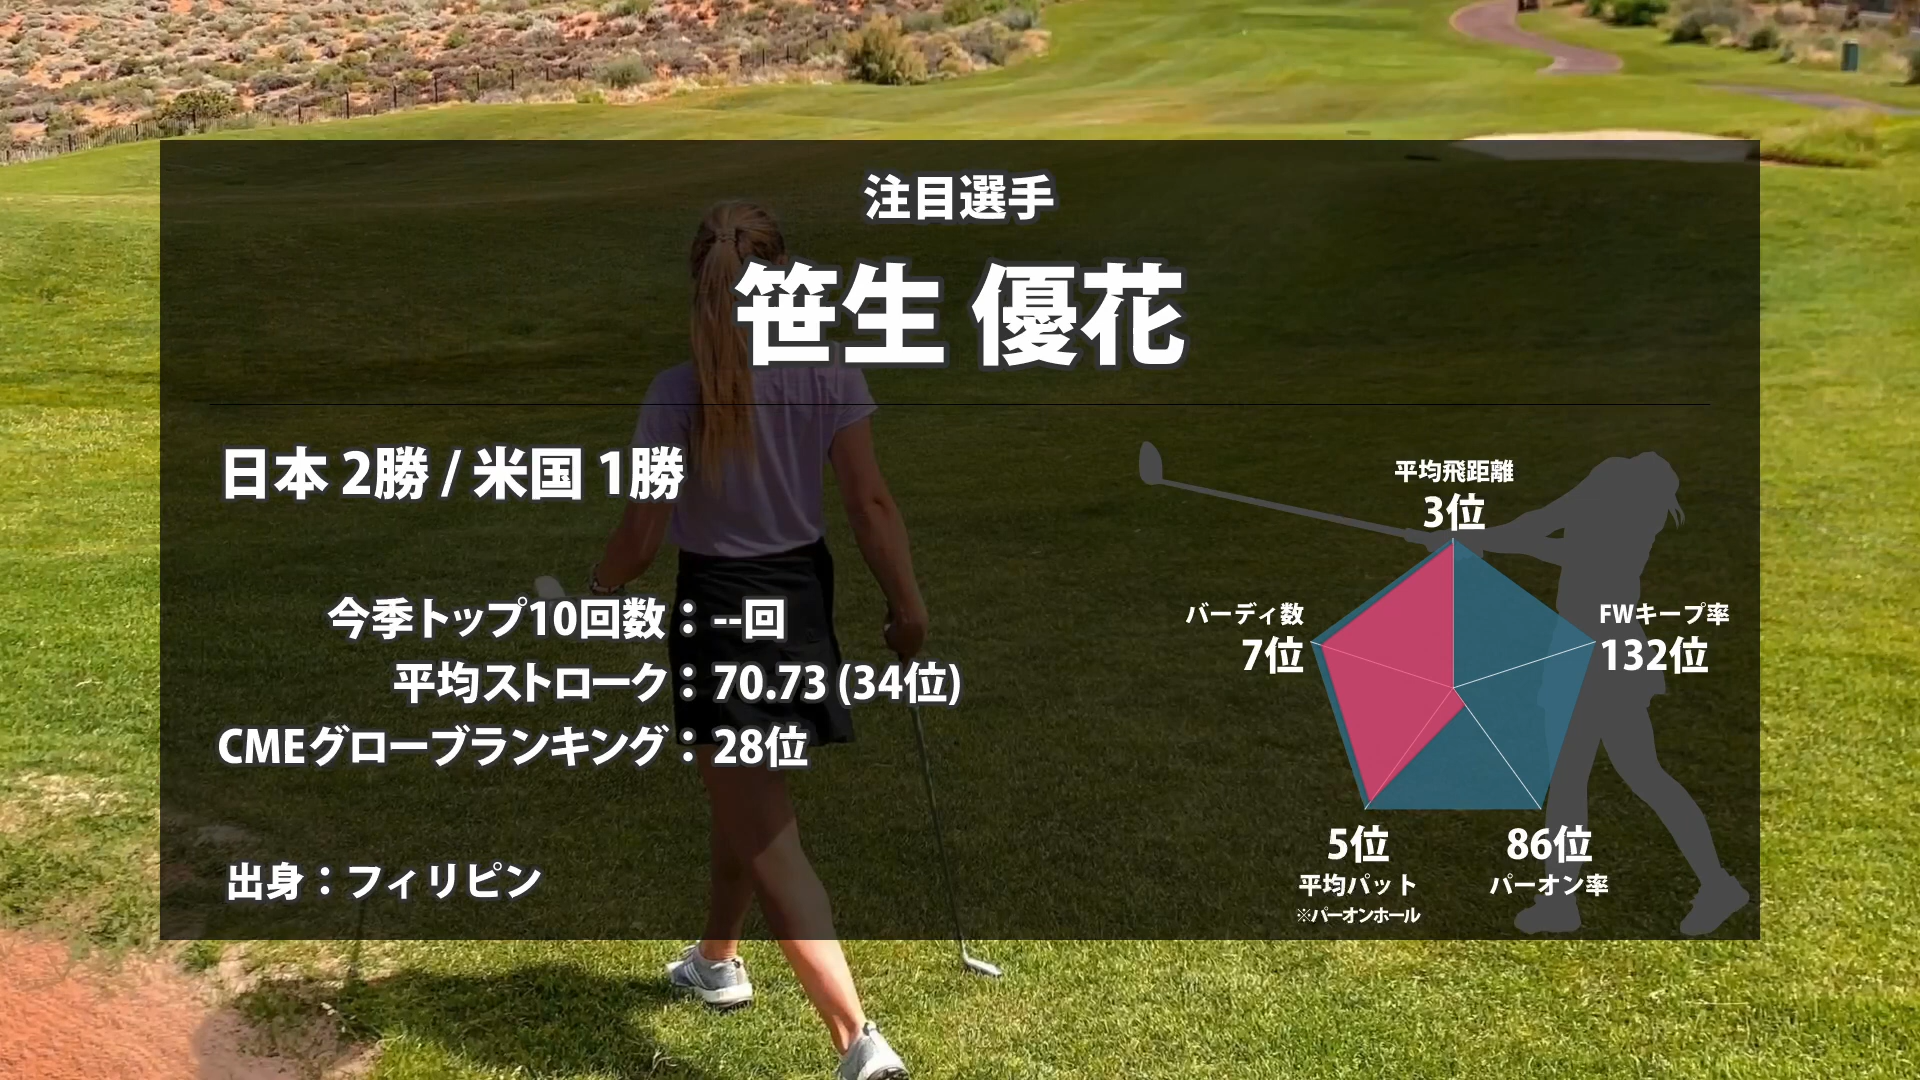 注目選手
笹生 優花
日本 2勝 / 米国 1勝
今季トップ10回数：--回
平均ストローク：70.73 (34位)
CMEグローブランキング：28位
出身：フィリピン
平均飛距離
3位
バーディ数
7位
FWキープ率
132位
5位
平均パット
※パーオンホール
86位
パーオン率